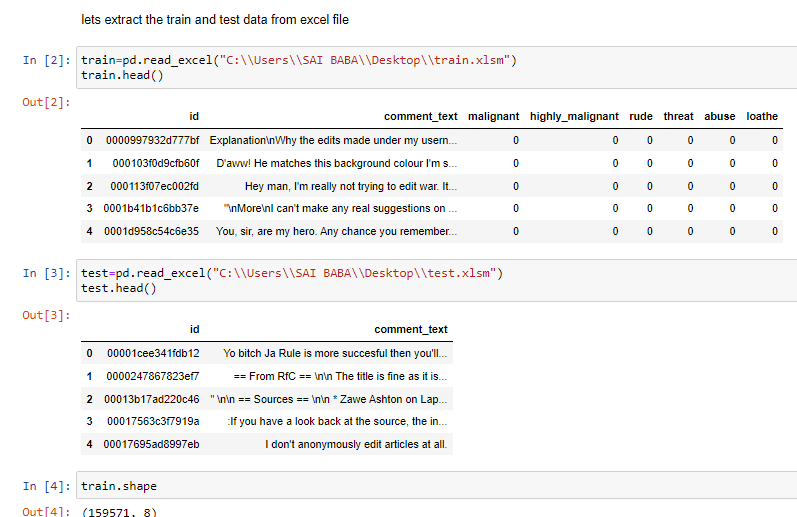 lets extract the train and test data from excel file
In [2]: train=pd.read_excel("C:\\Users\\SAI BABA\\Desktop\\train.xlsm")
train.head()
Out[2]:
id comment_text malignant highly_malignant rude threat abuse loathe
0 0000997932d777bf Explanation\nWhy the edits made under my usern... 0 0 0 0 0 0
1 000103f0d9cfb60f D'aww! He matches this background colour I'm s... 0 0 0 0 0 0
2 000113f07ec002fd Hey man, I'm really not trying to edit war. It... 0 0 0 0 0 0
3 0001b41b1c6bb37e "\nMore\nI can't make any real suggestions on ... 0 0 0 0 0 0
4 0001d958c54c6e35 You, sir, are my hero. Any chance you remember... 0 0 0 0 0 0
In [3]: test=pd.read_excel("C:\\Users\\SAI BABA\\Desktop\\test.xlsm")
test.head()
Out[3]:
id comment_text
0 00001cee341fdb12 Yo bitch Ja Rule is more succesful then you'll...
1 0000247867823ef7 == From RfC == \n\n The title is fine as it is...
2 00013b17ad220c46 " \n\n == Sources == \n\n * Zawe Ashton on Lap...
3 00017563c3f7919a :If you have a look back at the source, the in...
4 00017695ad8997eb I don't anonymously edit articles at all.
In [4]: train.shape
Out[4]: (159571, 8)